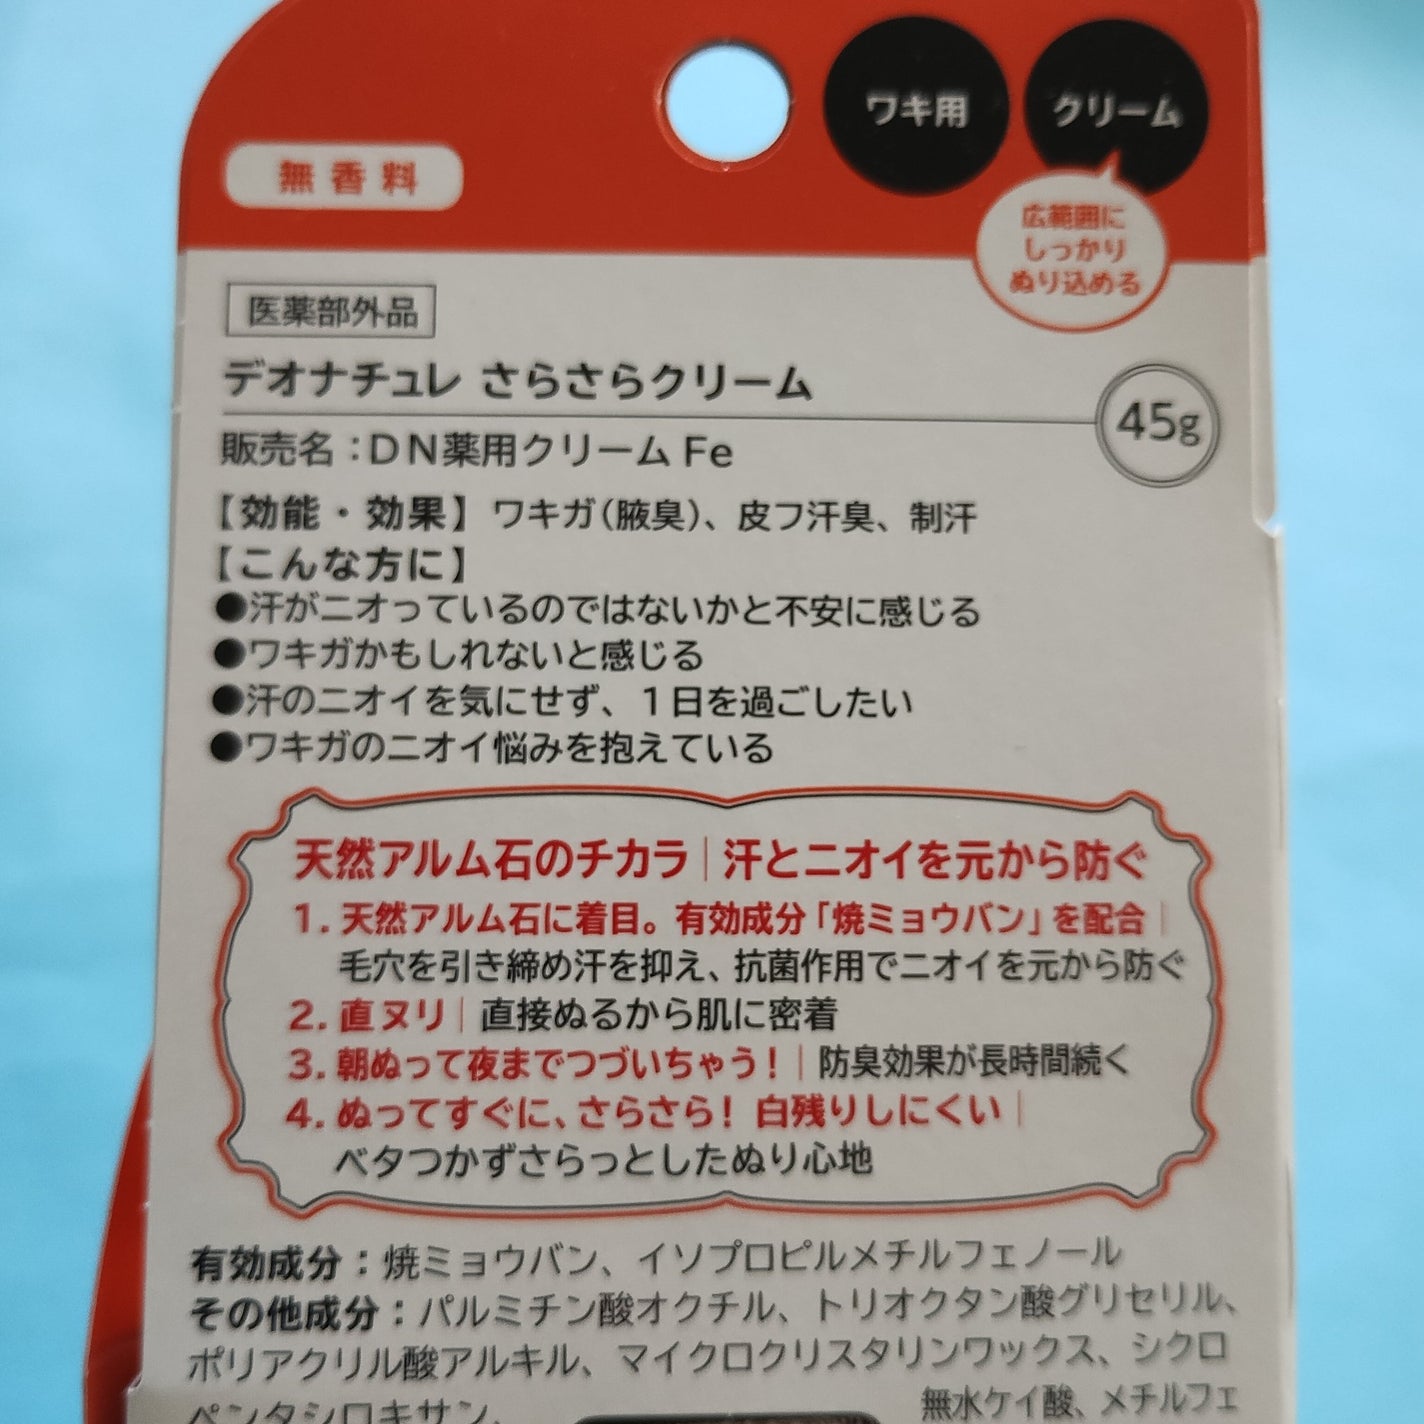 ワキ用
クリーム
無香料
広範囲に
しっかり
ぬり込める
医薬部外品
デオナチュレ さらさらクリーム
45g
販売名：DN薬用クリーム Fe
【効能・効果】ワキガ（腋臭）、皮フ汗臭、制汗
【こんな方に】
●汗がニオっているのではないかと不安に感じる
●ワキガかもしれないと感じる
●汗のニオイを気にせず、1日を過ごしたい
●ワキガのニオイ悩みを抱えている
天然アルム石のチカラ｜汗とニオイを元から防ぐ
1. 天然アルム石に着目。有効成分「焼ミョウバン」を配合｜
毛穴を引き締め汗を抑え、抗菌作用でニオイを元から防ぐ
2. 直ヌリ｜直接ぬるから肌に密着
3. 朝ぬって夜までつづいちゃう！｜防臭効果が長時間続く
4. ぬってすぐに、さらさら！ 白残りしにくい｜
ベタつかずさらっとしたぬり心地
有効成分：焼ミョウバン、イソプロピルメチルフェノール
その他成分：パルミチン酸オクチル、トリオクタン酸グリセリル、
ポリアクリル酸アルキル、マイクロクリスタリンワックス、シクロ
ペンタシロキサン、
無水ケイ酸、メチルフェ